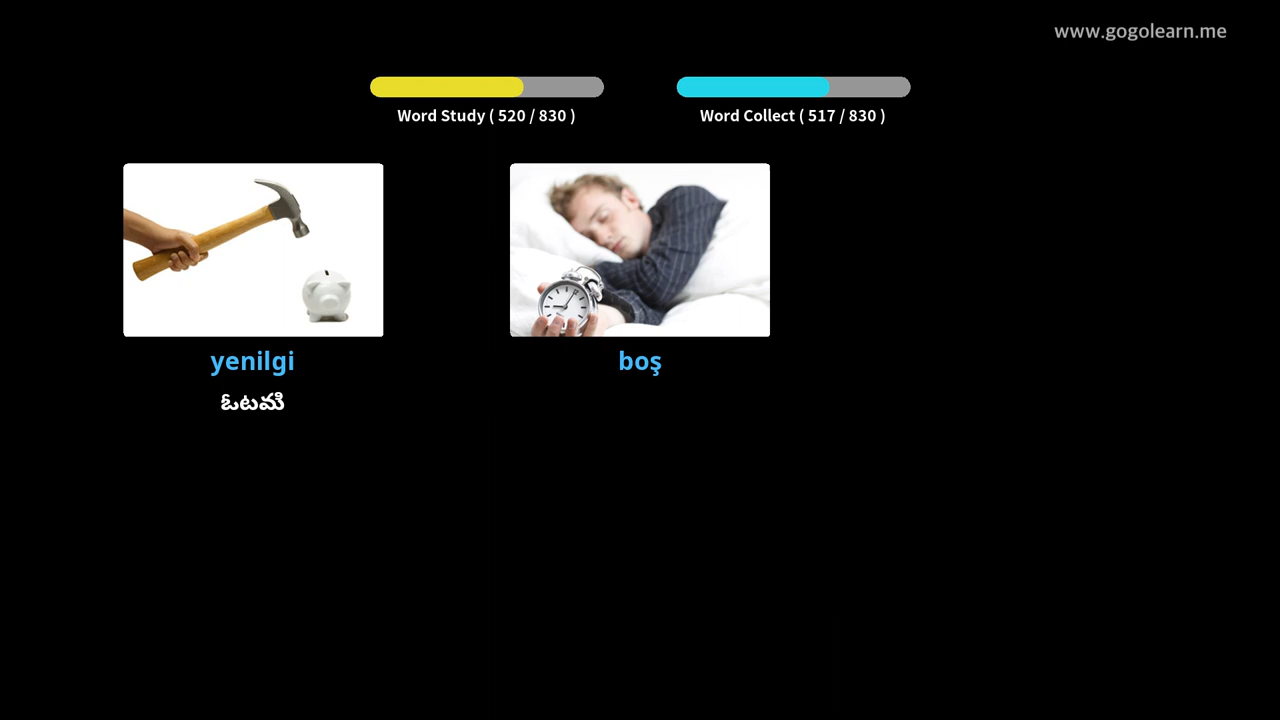 www.gogolearn.me
Word Study ( 520 / 830 )
Word Collect ( 517 / 830 )
yenilgi
boş
ఓటమి